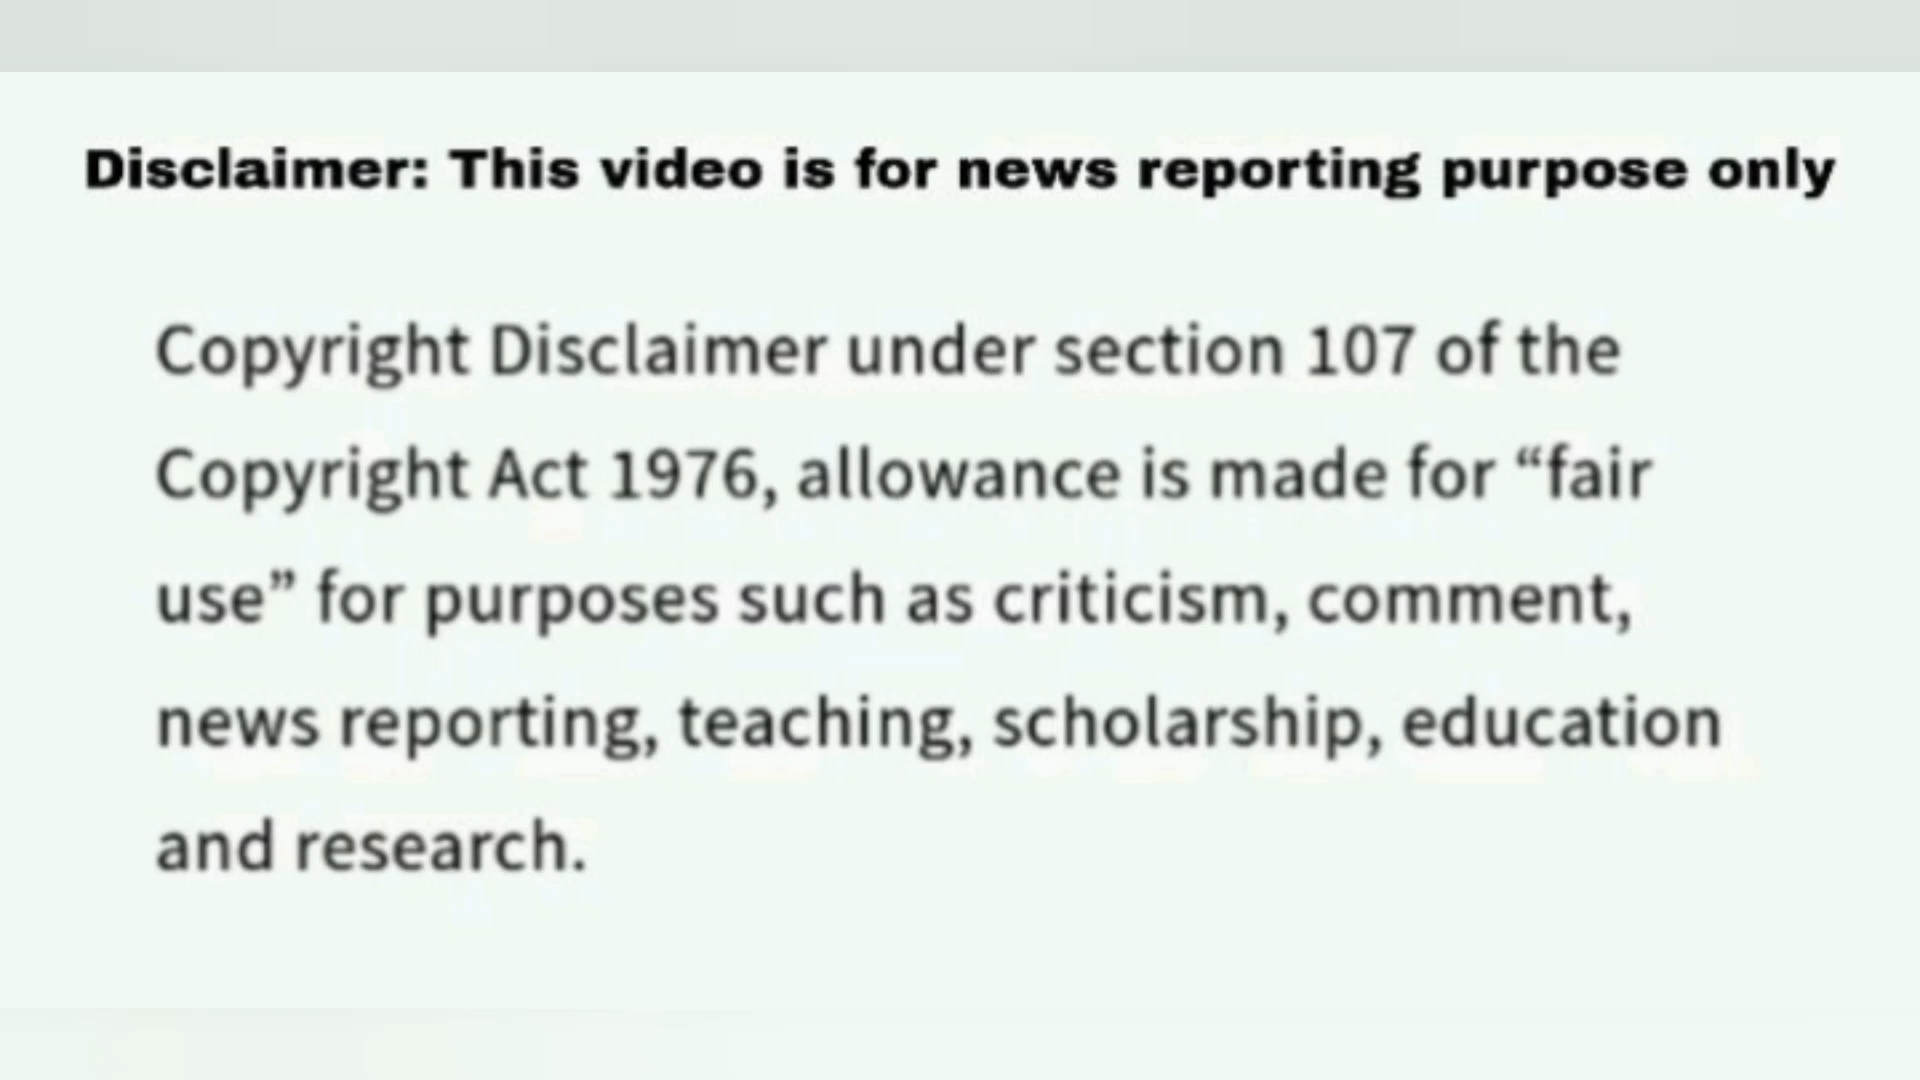 Disclaimer: This video is for news reporting purpose only
Copyright Disclaimer under section 107 of the
Copyright Act 1976, allowance is made for “fair
use” for purposes such as criticism, comment,
news reporting, teaching, scholarship, education
and research.